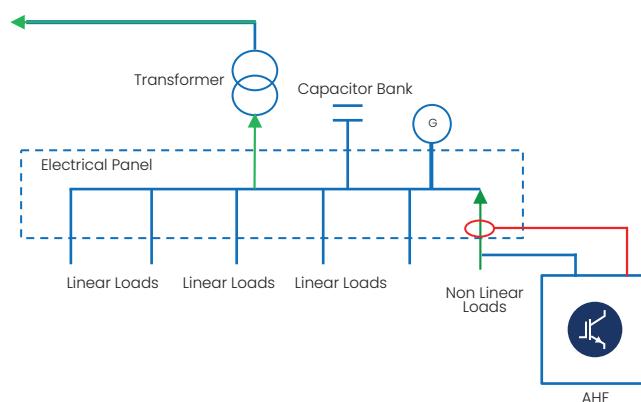 Transformer
Capacitor Bank
G
Electrical Panel
Linear Loads
Linear Loads
Linear Loads
Non Linear
Loads
AHF